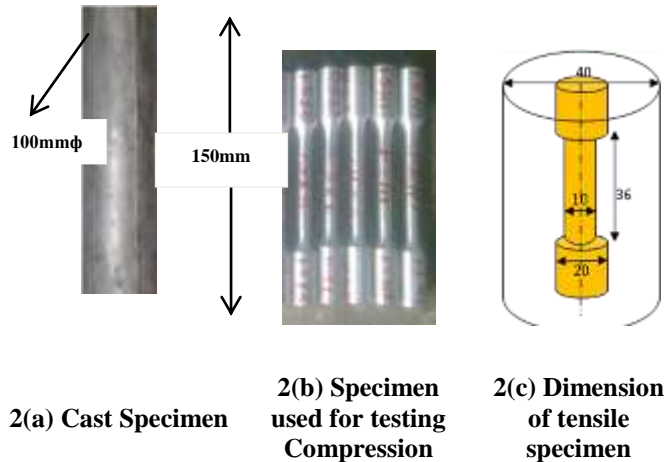 40
100mmφ
150mm
36
10
20
2(a) Cast Specimen
2(b) Specimen
used for testing
Compression
2(c) Dimension
of tensile
specimen